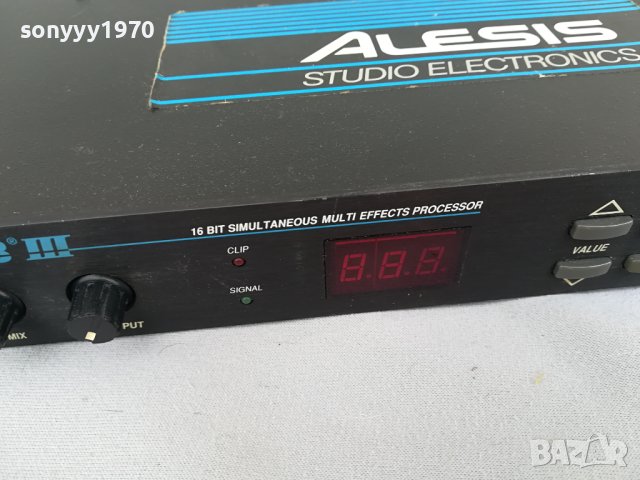 sonyyy1970
ALESIS
STUDIO ELECTRONICS
16 BIT SIMULTANEOUS MULTI EFFECTS PROCESSOR
III
CLIP
SIGNAL
8.8.8.
VALUE
MIX
PUT
BAZAR